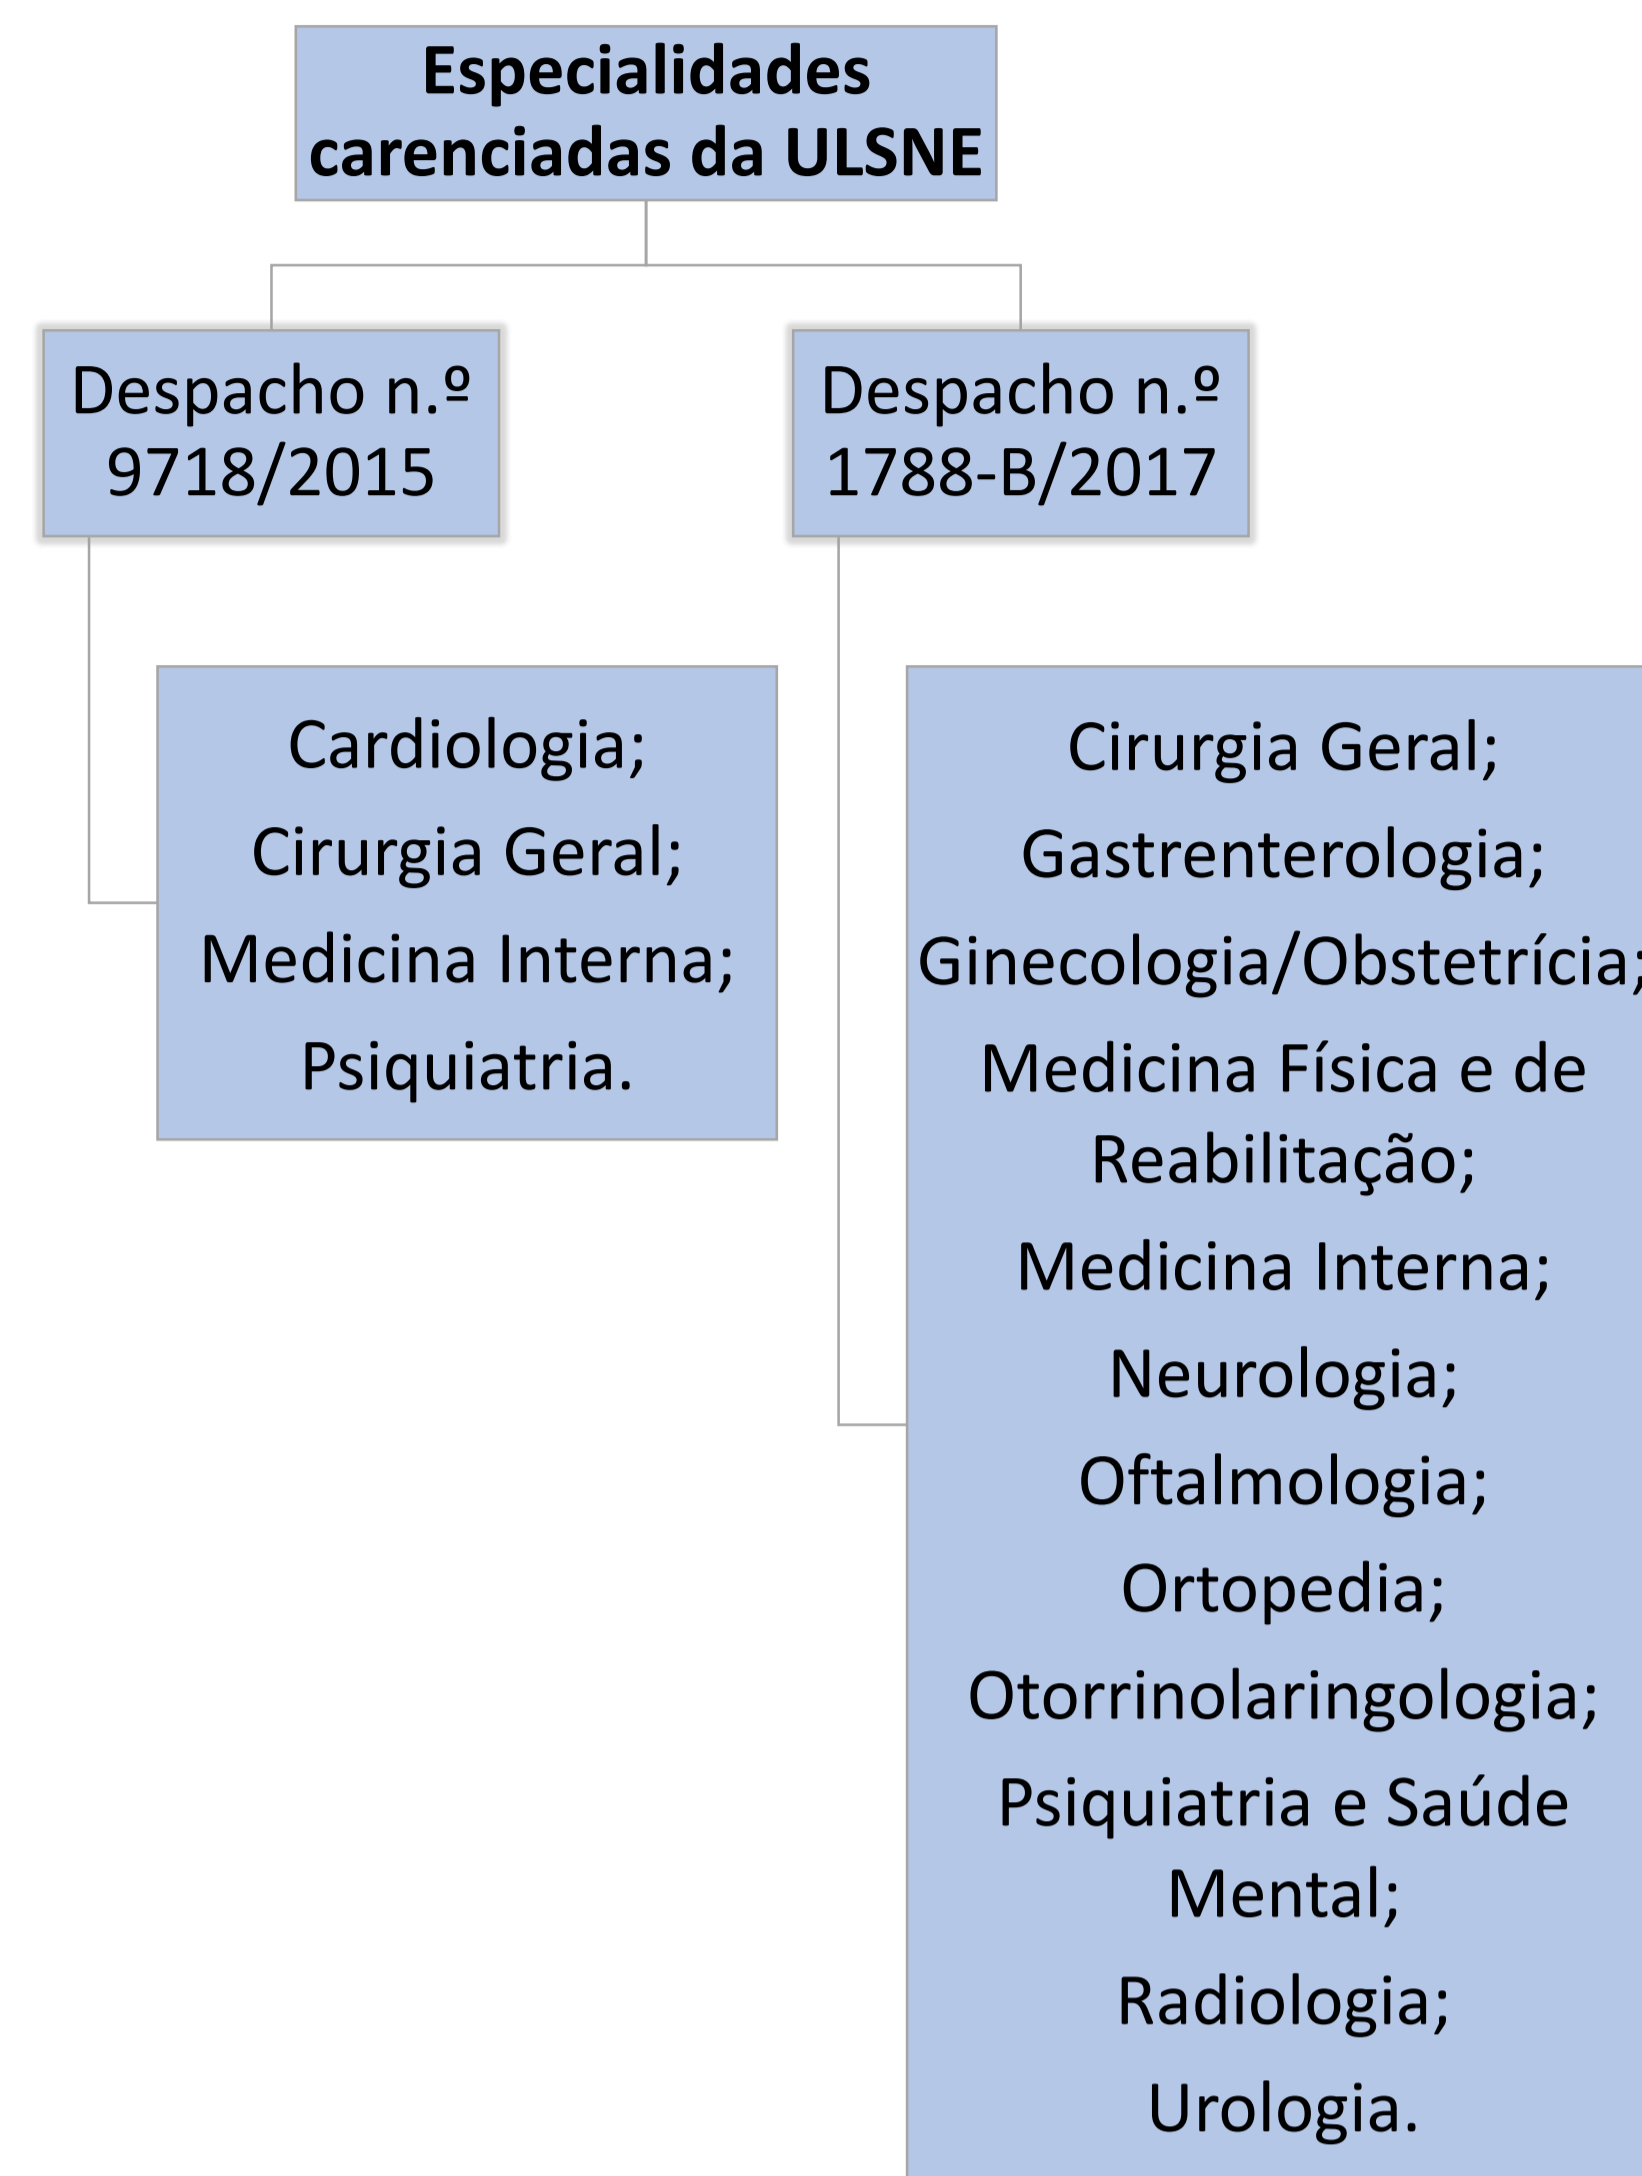 Especialidades
carenciadas da ULSNE
Despacho n.º
9718/2015
Cardiologia;
Cirurgia Geral;
Medicina Interna;
Psiquiatria.
Despacho n.º
1788-B/2017
Cirurgia Geral;
Gastrenterologia;
Ginecologia/Obstetrícia;
Medicina Física e de
Reabilitação;
Medicina Interna;
Neurologia;
Oftalmologia;
Ortopedia;
Otorrinolaringologia;
Psiquiatria e Saúde
Mental;
Radiologia;
Urologia.